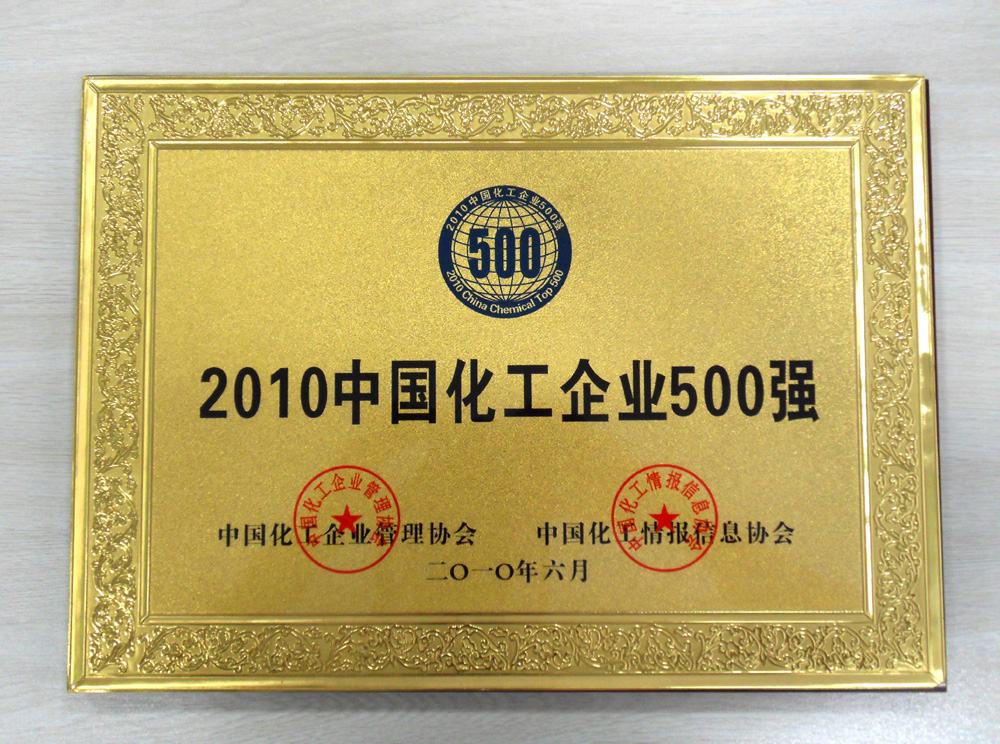 2010中国化工企业500强
500
2010 China Chemical Top 500
2010中国化工企业500强
中国化工企业管理协会
中国化工情报信息协会
中国化工企业管理协会
中国化工情报信息协会
二〇一〇年六月